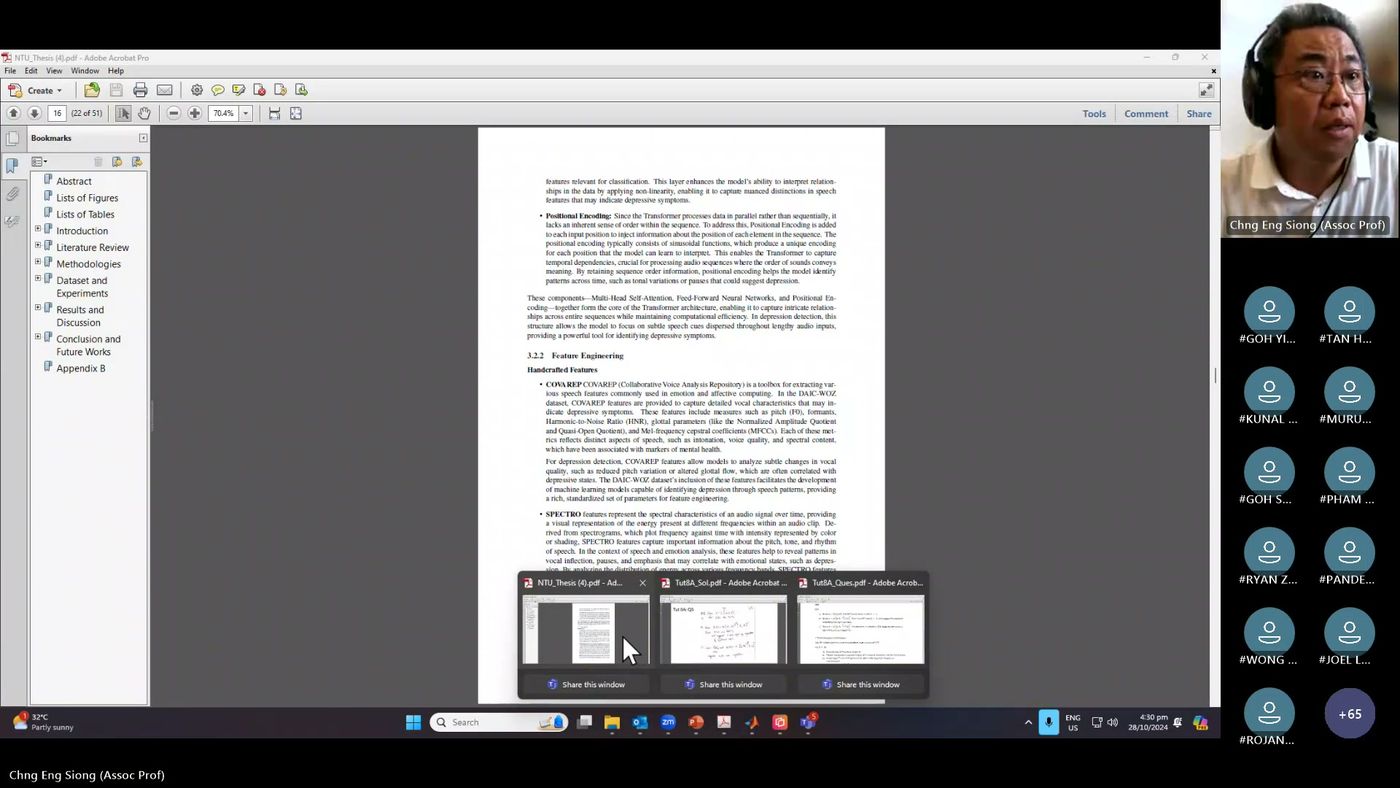 NTU_Thesis (4).pdf - Adobe Acrobat Pro
File Edit View Window Help
Create
16 (22 of 51) 70.4% Tools Comment Share
Bookmarks
Abstract
Lists of Figures
Lists of Tables
Introduction
Literature Review
Methodologies
Dataset and
Experiments
Results and
Discussion
Conclusion and
Future Works
Appendix B
features relevant for classification. This layer enhances the model's ability to interpret relation-
ships in the data by applying non-linearity, enabling it to capture nuanced distinctions in speech
features that may indicate depressive symptoms.
• Positional Encoding: Since the Transformer processes data in parallel rather than sequentially, it
lacks an inherent sense of order within the sequence. To address this, Positional Encoding is added
to each input position to inject information about the position of each element in the sequence. The
positional encoding typically consists of sinusoidal functions, which produce a unique encoding
for each position that the model can learn to interpret. This enables the Transformer to capture
temporal dependencies, crucial for processing audio sequences where the order of sounds conveys
meaning. By retaining sequence order information, positional encoding helps the model identify
patterns across time, such as tonal variations or pauses that could suggest depression.
These components—Multi-Head Self-Attention, Feed-Forward Neural Networks, and Positional En-
coding—together form the core of the Transformer architecture, enabling it to capture intricate relation-
ships across entire sequences while maintaining computational efficiency. In depression detection, this
structure allows the model to focus on subtle speech cues dispersed throughout lengthy audio inputs,
providing a powerful tool for identifying depressive symptoms.
3.2.2 Feature Engineering
Handcrafted Features
• COVAREP COVAREP (Collaborative Voice Analysis Repository) is a toolbox for extracting var-
ious speech features commonly used in emotion and affective computing. In the DAIC-WOZ
dataset, COVAREP features are provided to capture detailed vocal characteristics that may in-
dicate depressive symptoms. These features include measures such as pitch (F0), formants,
Harmonic-to-Noise Ratio (HNR), glottal parameters (like the Normalized Amplitude Quotient
and Quasi-Open Quotient), and Mel-frequency cepstral coefficients (MFCCs). Each of these met-
rics reflects distinct aspects of speech, such as intonation, voice quality, and spectral content,
which have been associated with markers of mental health.
For depression detection, COVAREP features allow models to analyze subtle changes in vocal
quality, such as reduced pitch variation or altered glottal flow, which are often correlated with
depressive states. The DAIC-WOZ dataset's inclusion of these features facilitates the development
of machine learning models capable of identifying depression through speech patterns, providing
a rich, standardized set of parameters for feature engineering.
• SPECTRO features represent the spectral characteristics of an audio signal over time, providing
a visual representation of the energy present at different frequencies within an audio clip. De-
rived from spectrograms, which plot frequency against time with intensity represented by color
or shading, SPECTRO features capture important information about the pitch, tone, and rhythm
of speech. In the context of speech and emotion analysis, these features help to reveal patterns in
vocal inflection, pauses, and emphasis that may correlate with emotional states, such as depres-
sion. By analyzing the distribution of energy across various frequency bands, SPECTRO features
NTU_Thesis (4).pdf - Ad... Tut8A_Sol.pdf - Adobe Acrobat ... Tut8A_Ques.pdf - Adobe Acrob...
Tut 8A: Q5
Share this window Share this window Share this window
32°C
Partly sunny
Search
zm
ENG
US
4:30 pm
28/10/2024
Chng Eng Siong (Assoc Prof)
#GOH YI... #TAN H...
#KUNAL ... #MURU...
#GOH S... #PHAM ...
#RYAN Z... #PANDE...
#WONG ... #JOEL L...
#ROJAN... +65
Chng Eng Siong (Assoc Prof)